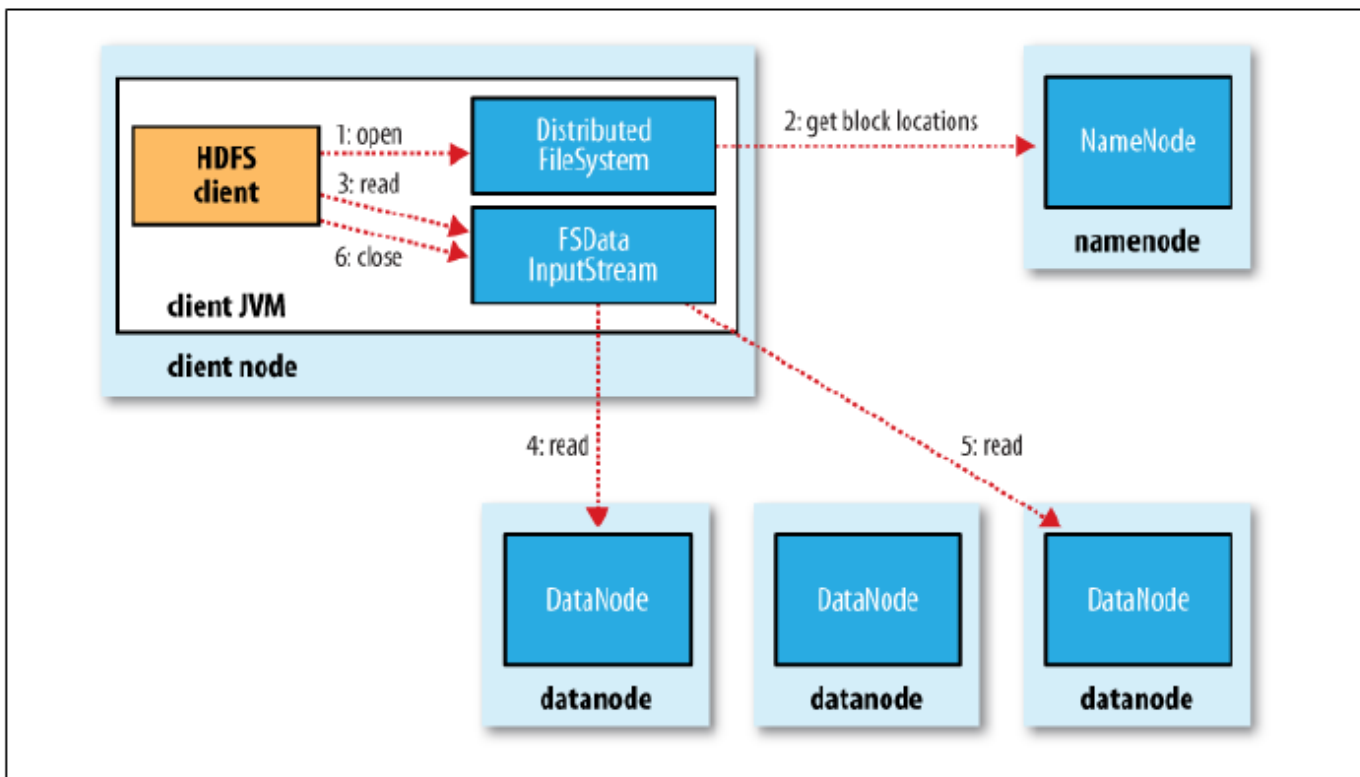 HDFS
client
1: open
3: read
6: close
Distributed
FileSystem
FSData
InputStream
client JVM
client node
2: get block locations
NameNode
namenode
4: read
5: read
DataNode
datanode
DataNode
datanode
DataNode
datanode